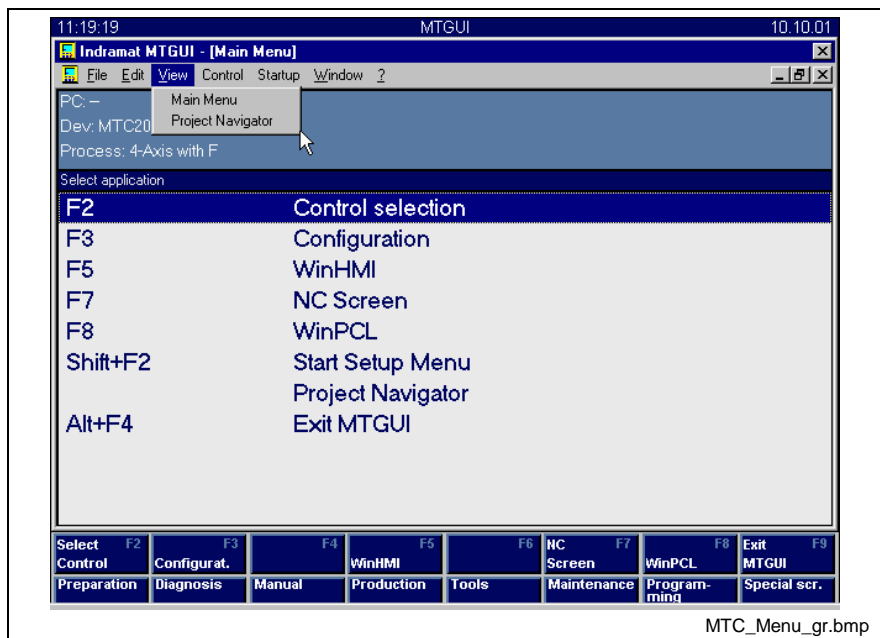 11:19:19 MTGUI 10.10.01
Indramat MTGUI - [Main Menu]
File Edit View Control Startup Window ?
Main Menu
Project Navigator
PC: –
Dev: MTC20
Process: 4-Axis with F
Select application
F2 Control selection
F3 Configuration
F5 WinHMI
F7 NC Screen
F8 WinPCL
Shift+F2 Start Setup Menu
Project Navigator
Alt+F4 Exit MTGUI
Select F2 F3 F4 F5 F6 NC F7 F8 Exit F9
Control Configurat. WinHMI Screen WinPCL MTGUI
Preparation Diagnosis Manual Production Tools Maintenance Program- Special scr.
ming
MTC_Menu_gr.bmp